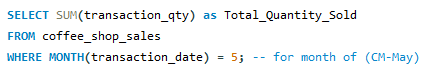 SELECT SUM(transaction_qty) as Total_Quantity_Sold
FROM coffee_shop_sales
WHERE MONTH(transaction_date) = 5; -- for month of (CM-May)